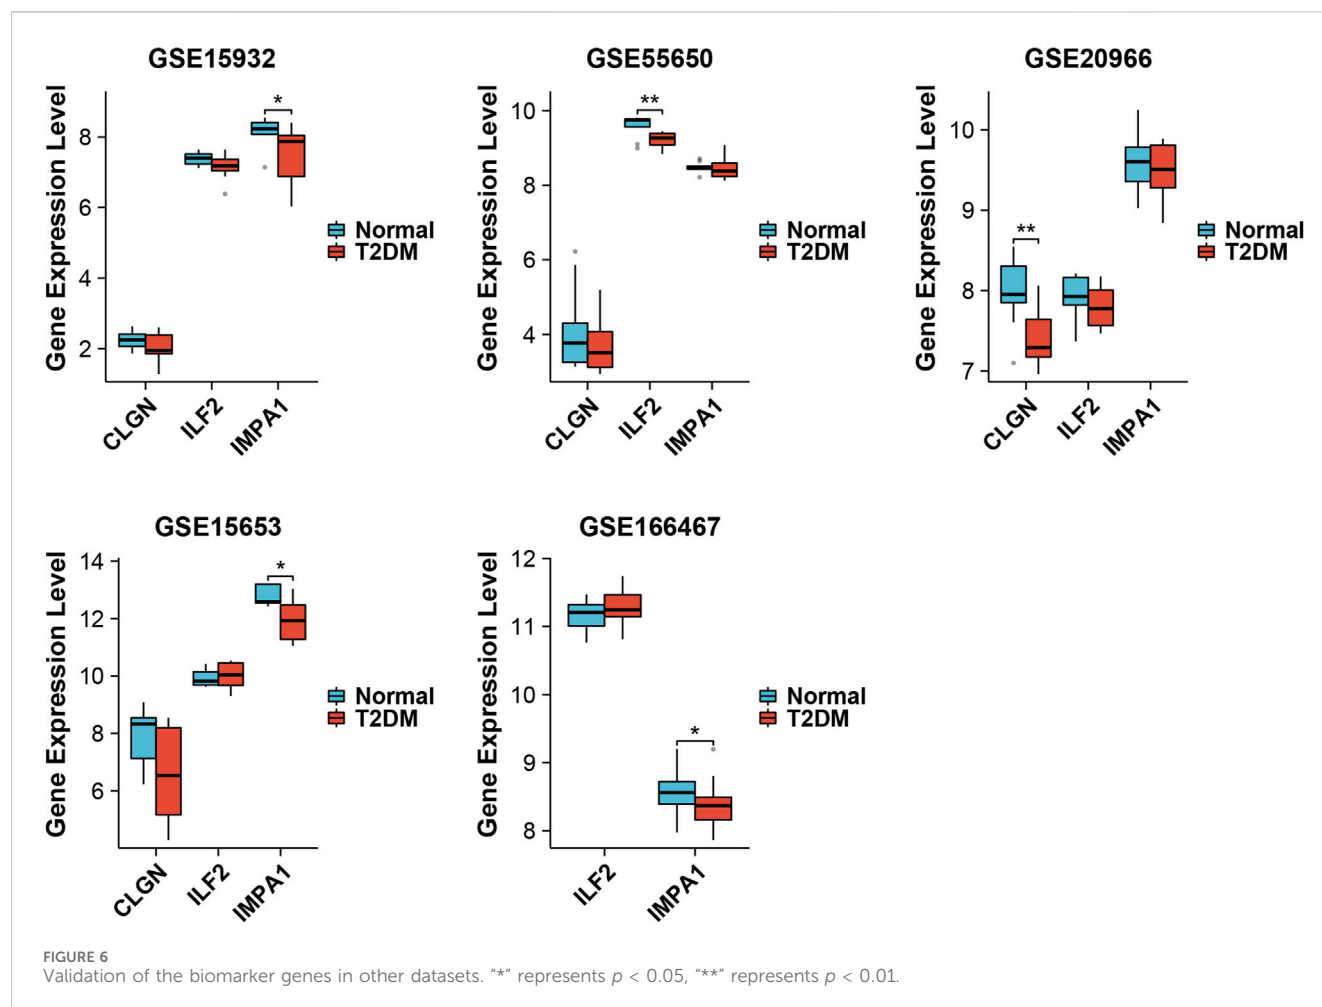 GSE15932
Gene Expression Level
8
6
4
2
*
CLGN
ILF2
IMPA1
Normal
T2DM
GSE55650
Gene Expression Level
10
8
6
4
**
CLGN
ILF2
IMPA1
Normal
T2DM
GSE20966
Gene Expression Level
10
9
8
7
**
CLGN
ILF2
IMPA1
Normal
T2DM
GSE15653
Gene Expression Level
14
12
10
8
6
*
CLGN
ILF2
IMPA1
Normal
T2DM
GSE166467
Gene Expression Level
12
11
10
9
8
*
ILF2
IMPA1
Normal
T2DM
FIGURE 6
Validation of the biomarker genes in other datasets. “*” represents p < 0.05, “**” represents p < 0.01.